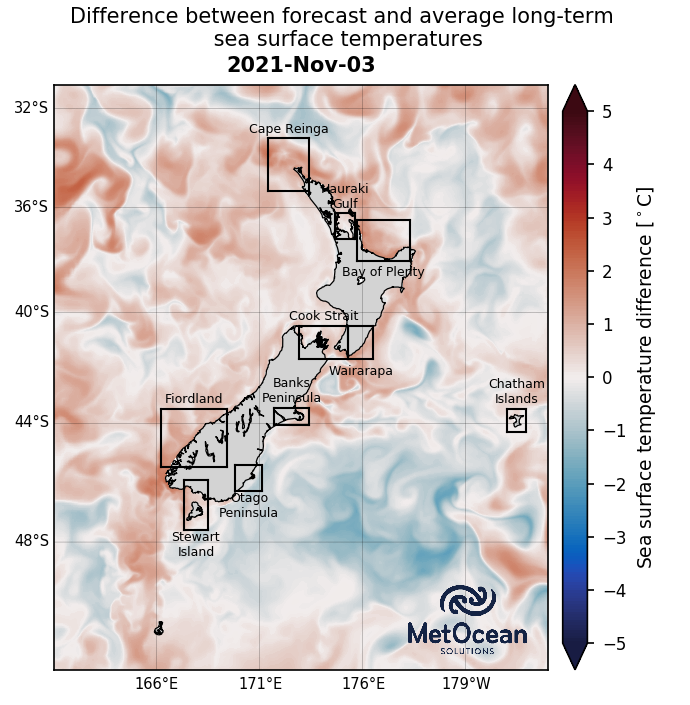 Difference between forecast and average long-term
sea surface temperatures
2021-Nov-03
32°S
36°S
40°S
44°S
48°S
Cape Reinga
Hauraki
Gulf
Bay of Plenty
Cook Strait
Wairarapa
Banks
Peninsula
Fiordland
Chatham
Islands
Otago
Peninsula
Stewart
Island
MetOcean
SOLUTIONS
166°E
171°E
176°E
179°W
5
4
3
2
1
0
−1
−2
−3
−4
−5
Sea surface temperature difference [°C]